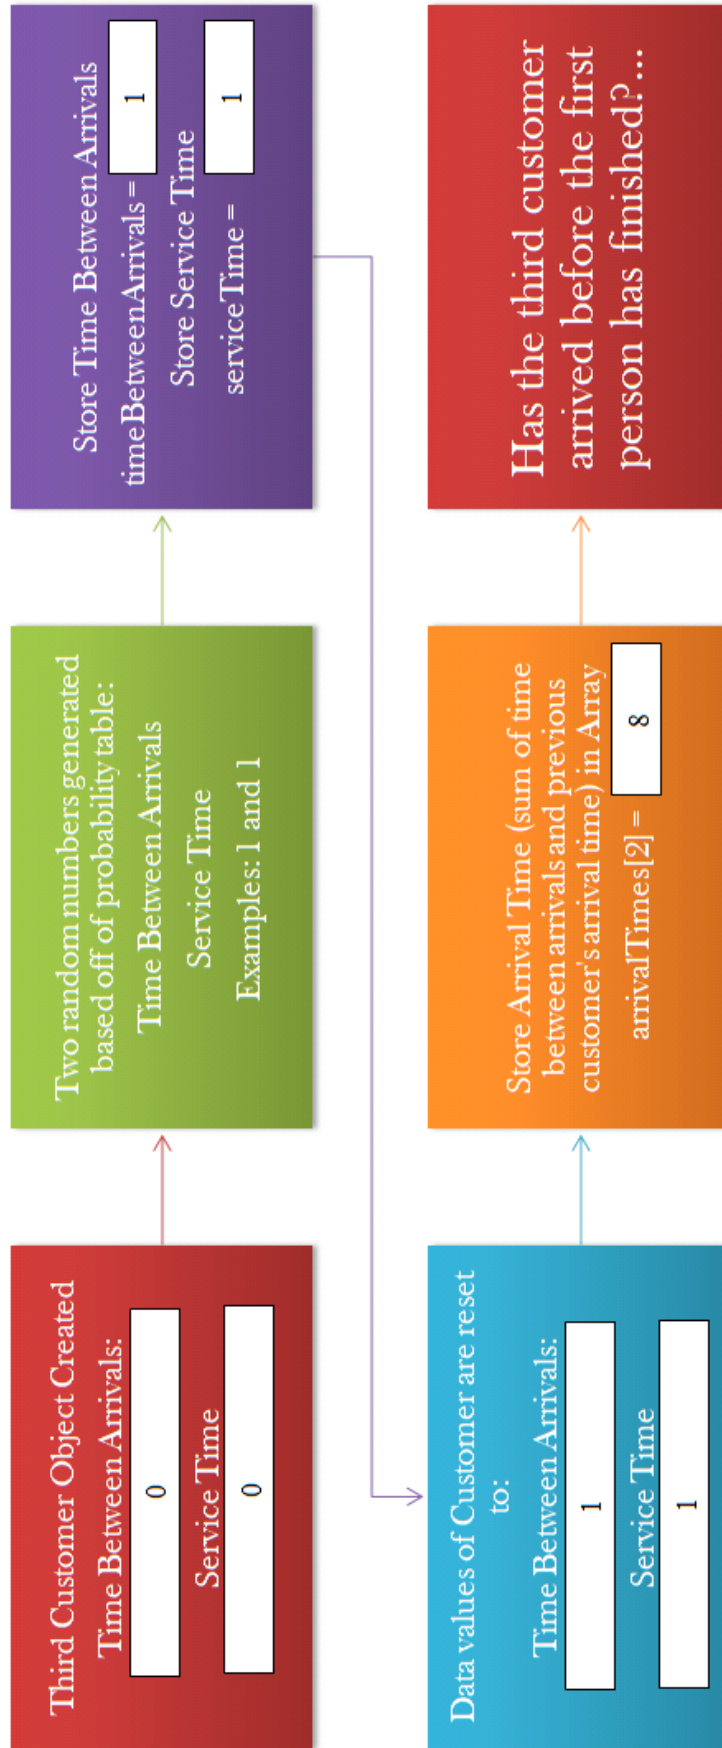 Third Customer Object Created
Time Between Arrivals:
0
Service Time
0
Two random numbers generated
based off of probability table:
Time Between Arrivals
Service Time
Examples: 1 and 1
Store Time Between Arrivals
timeBetweenArrivals =
1
Store Service Time
serviceTime =
1
Data values of Customer are reset
to:
Time Between Arrivals:
1
Service Time
1
Store Arrival Time (sum of time
between arrivals and previous
customer's arrival time) in Array
arrivalTimes[2] =
8
Has the third customer
arrived before the first
person has finished?...